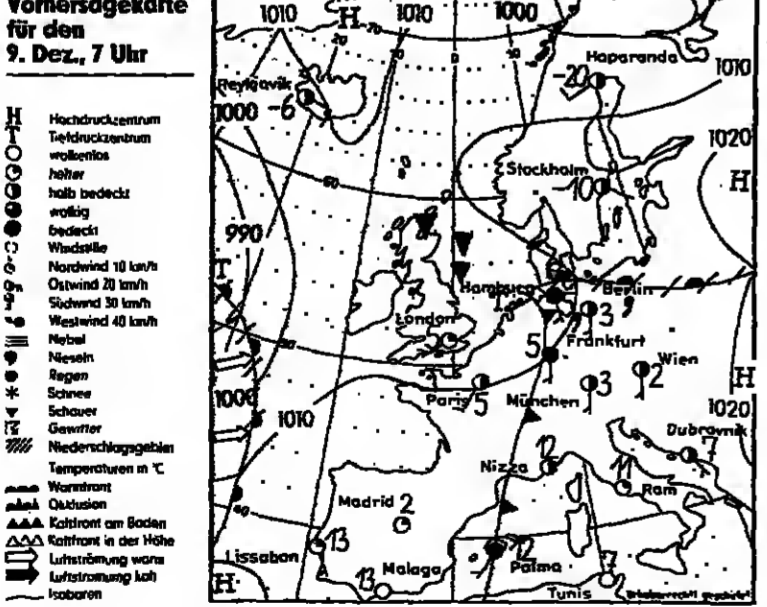 Vorhersagekarte
für den
9. Dez., 7 Uhr
H Hochdruckzentrum
T Tiefdruckzentrum
wolkenlos
heiter
halb bedeckt
wolkig
bedeckt
Windstille
Nordwind 10 km/h
Ostwind 20 km/h
Südwind 30 km/h
Westwind 40 km/h
Nebel
Nieseln
Regen
Schnee
Schauer
Gewitter
Niederschlagsgebiet
Temperaturen in °C
Warmfront
Okklusion
Kaltfront am Boden
Kaltfront in der Höhe
Luftströmung warm
Luftströmung kalt
Isobaren
1010 H 1010 1000
Haparanda
-20
1010
Reykjavik
-6
1000
1020
Stockholm
-10
H
990
T
Hamburg
Berlin
London
3
Frankfurt
5
Wien
2
Paris 5
München 3
H
1000
1010
1020
Dubrovnik
7
Nizza 12
11
Rom
Madrid 2
13
Lissabon
12
Palma
H
Malaga
13
Tunis
7